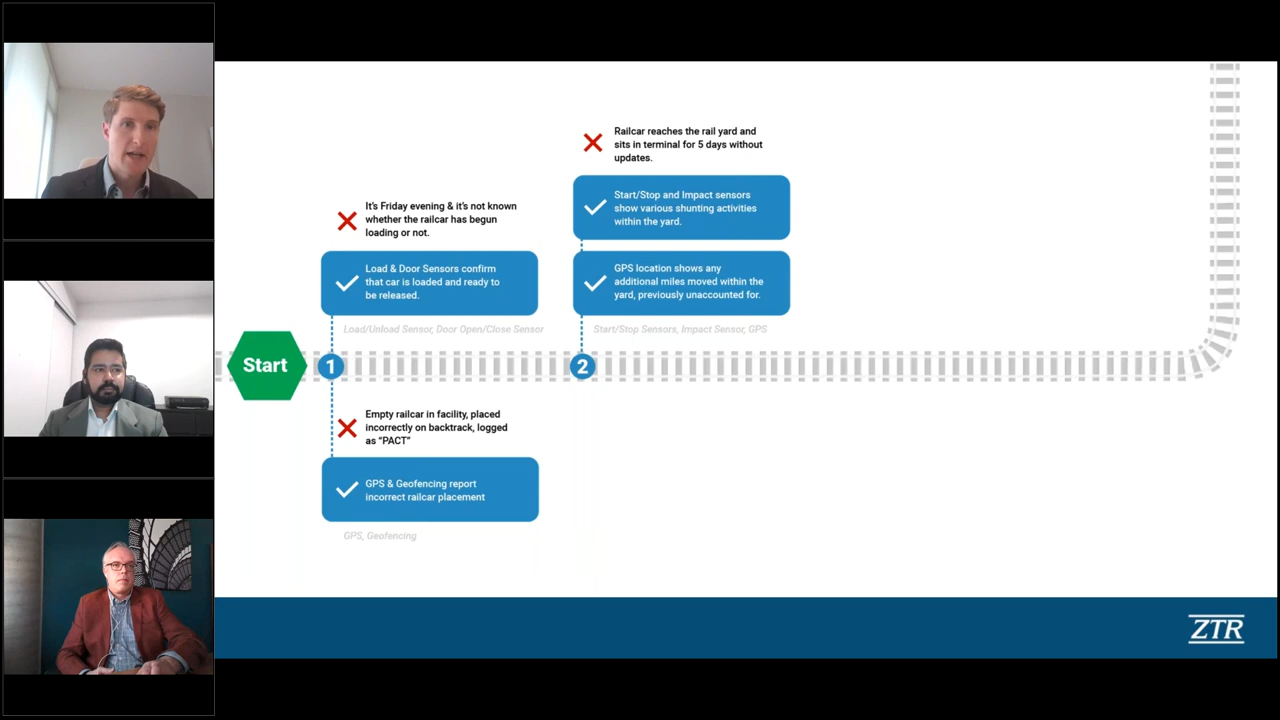 It's Friday evening & it's not known
whether the railcar has begun
loading or not.
Load & Door Sensors confirm
that car is loaded and ready to
be released.
Load/Unload Sensor, Door Open/Close Sensor
Railcar reaches the rail yard and
sits in terminal for 5 days without
updates.
Start/Stop and Impact sensors
show various shunting activities
within the yard.
GPS location shows any
additional miles moved within the
yard, previously unaccounted for.
Start/Stop Sensors, Impact Sensor, GPS
Start
1
2
Empty railcar in facility, placed
incorrectly on backtrack, logged
as “PACT”
GPS & Geofencing report
incorrect railcar placement
GPS, Geofencing
ZTR